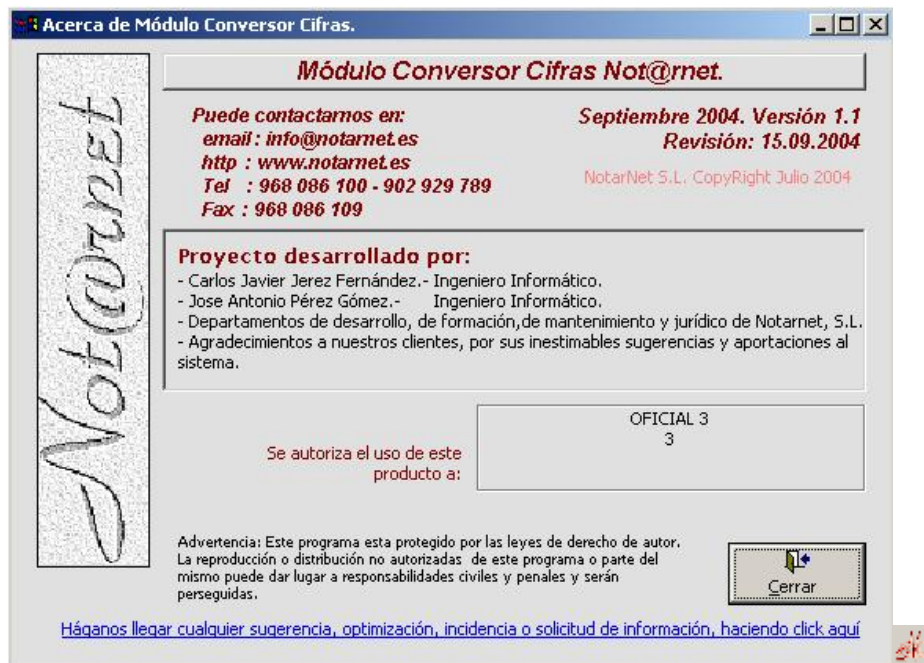 Acerca de Módulo Conversor Cifras.
Módulo Conversor Cifras Not@rnet.
Not@rnet
Puede contactarnos en:
email : info@notarnet.es
http : www.notarnet.es
Tel : 968 086 100 - 902 929 789
Fax : 968 086 109
Septiembre 2004. Versión 1.1
Revisión: 15.09.2004
NotarNet S.L. CopyRight Julio 2004
Proyecto desarrollado por:
- Carlos Javier Jerez Fernández.- Ingeniero Informático.
- Jose Antonio Pérez Gómez.- Ingeniero Informático.
- Departamentos de desarrollo, de formación,de mantenimiento y jurídico de Notarnet, S.L.
- Agradecimientos a nuestros clientes, por sus inestimables sugerencias y aportaciones al
sistema.
Se autoriza el uso de este
producto a:
OFICIAL 3
3
Advertencia: Este programa esta protegido por las leyes de derecho de autor.
La reproducción o distribución no autorizadas de este programa o parte del
mismo puede dar lugar a responsabilidades civiles y penales y serán
perseguidas.
Cerrar
Háganos llegar cualquier sugerencia, optimización, incidencia o solicitud de información, haciendo click aquí